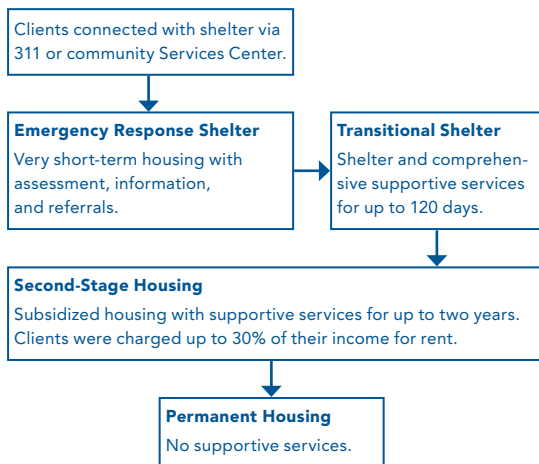 Clients connected with shelter via
311 or community Services Center.
Emergency Response Shelter
Very short-term housing with
assessment, information,
and referrals.
Transitional Shelter
Shelter and comprehen-
sive supportive services
for up to 120 days.
Second-Stage Housing
Subsidized housing with supportive services for up to two years.
Clients were charged up to 30% of their income for rent.
Permanent Housing
No supportive services.